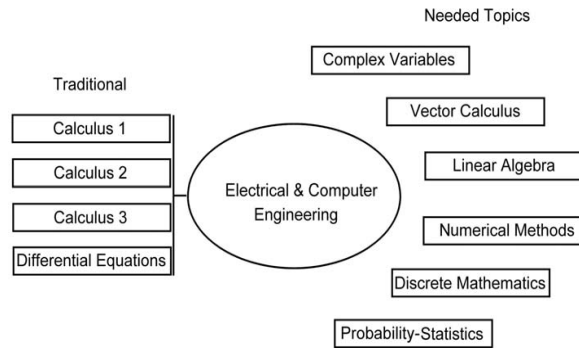 Needed Topics
Complex Variables
Traditional
Vector Calculus
Calculus 1
Calculus 2
Linear Algebra
Electrical & Computer
Engineering
Calculus 3
Numerical Methods
Differential Equations
Discrete Mathematics
Probability-Statistics